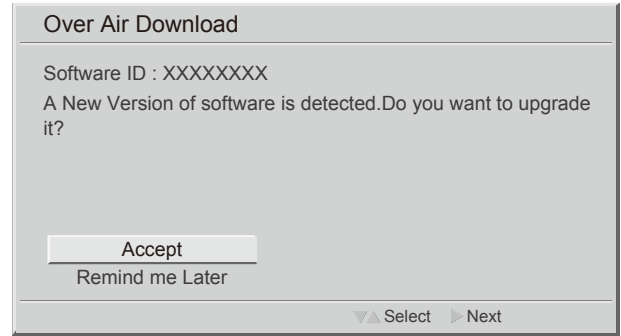 Over Air Download
Software ID : XXXXXXXX
A New Version of software is detected.Do you want to upgrade
it?
Accept
Remind me Later
Select Next